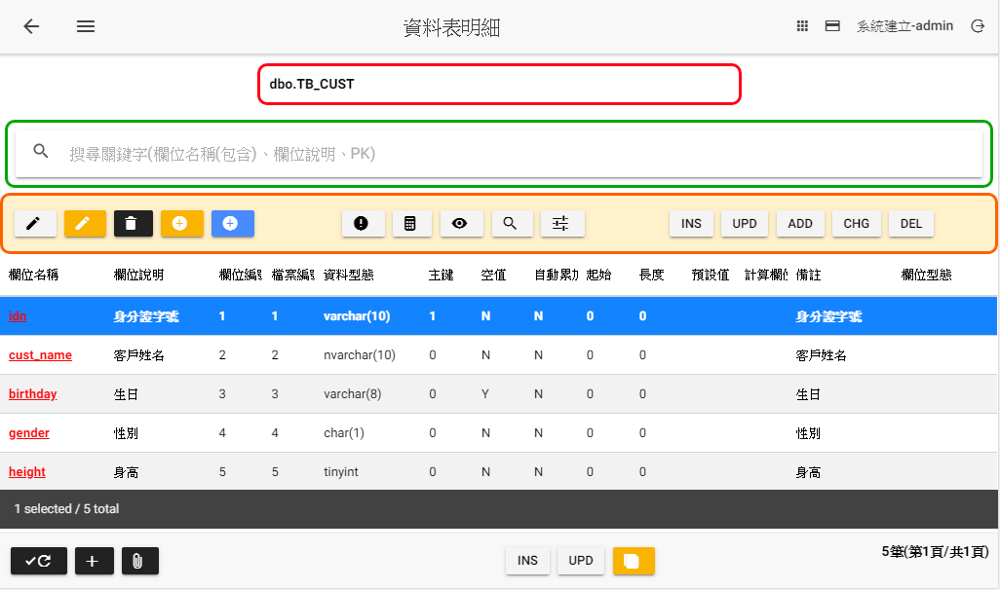 資料表明細
系統建立-admin
dbo.TB_CUST
搜尋關鍵字(欄位名稱(包含)、欄位說明、PK)
INS UPD ADD CHG DEL
欄位名稱 欄位說明 欄位編號 檔案編號 資料型態 主鍵 空值 自動累加 起始 長度 預設值 計算欄位 備註 欄位型態
idn 身分證字號 1 1 varchar(10) 1 N N 0 0 身分證字號
cust_name 客戶姓名 2 2 nvarchar(10) 0 N N 0 0 客戶姓名
birthday 生日 3 3 varchar(8) 0 Y N 0 0 生日
gender 性別 4 4 char(1) 0 N N 0 0 性別
height 身高 5 5 tinyint 0 N N 0 0 身高
1 selected / 5 total
INS UPD
5筆(第1頁/共1頁)